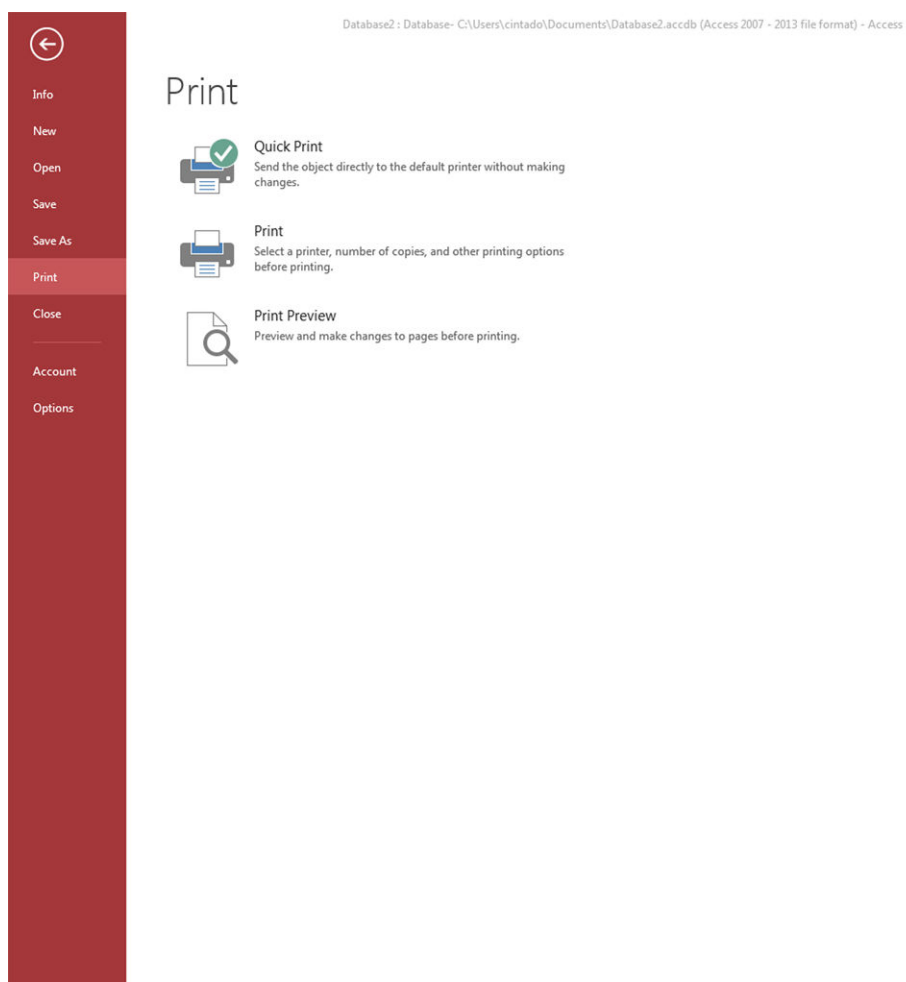 Database2 : Database- C:\Users\cintado\Documents\Database2.accdb (Access 2007 - 2013 file format) - Access
Info
New
Open
Save
Save As
Print
Close
Account
Options
Print
Quick Print
Send the object directly to the default printer without making
changes.
Print
Select a printer, number of copies, and other printing options
before printing.
Print Preview
Preview and make changes to pages before printing.